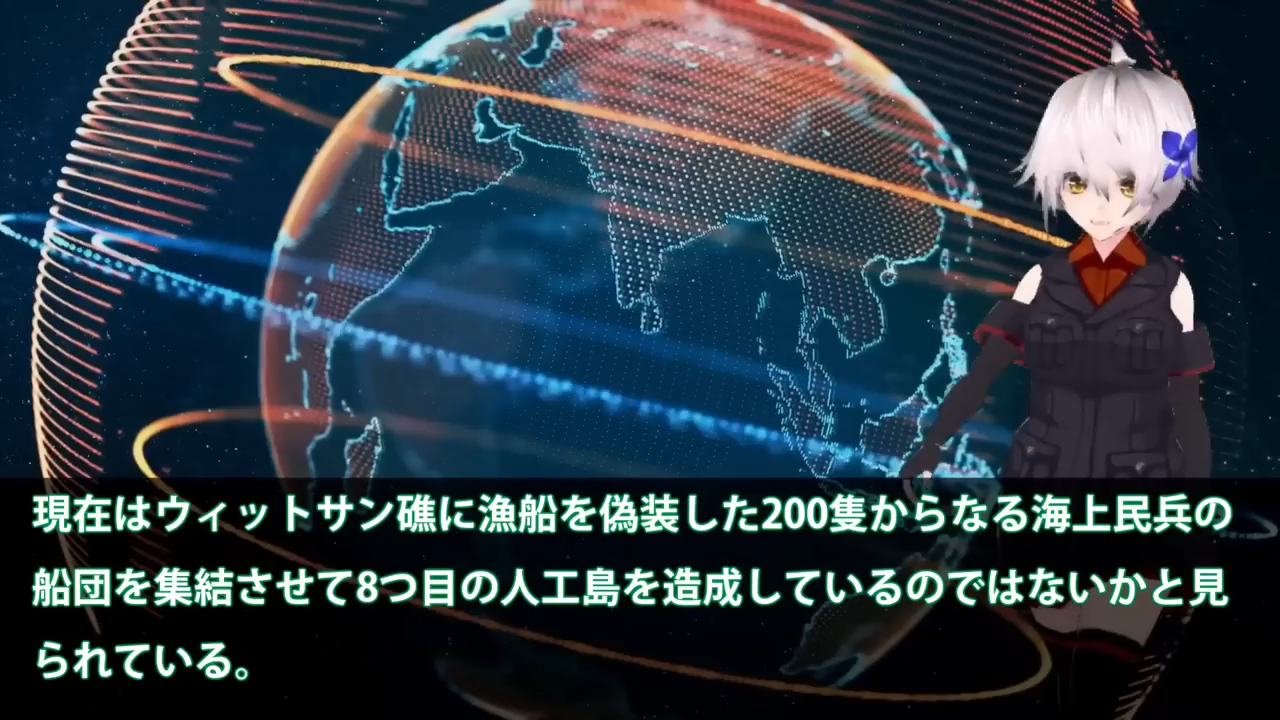 現在はウィットサン礁に漁船を偽装した200隻からなる海上民兵の
船団を集結させて8つ目の人工島を造成しているのではないかと見
られている。